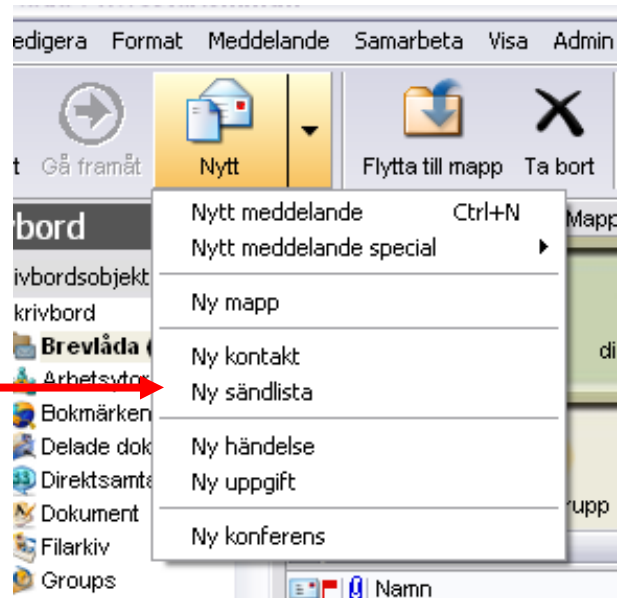 edigera Format Meddelande Samarbeta Visa Admin
t Gå framåt Nytt Flytta till mapp Ta bort
bord
Nytt meddelande Ctrl+N
Mapp
Nytt meddelande special
ivbordsobjekt
Ny mapp
krivbord
Brevlåda (
Ny kontakt
di
Arbetsytor
Ny sändlista
Bokmärken
Delade dok
Ny händelse
Direktsamta
Ny uppgift
Dokument
rupp
Filarkiv
Ny konferens
Groups
Namn